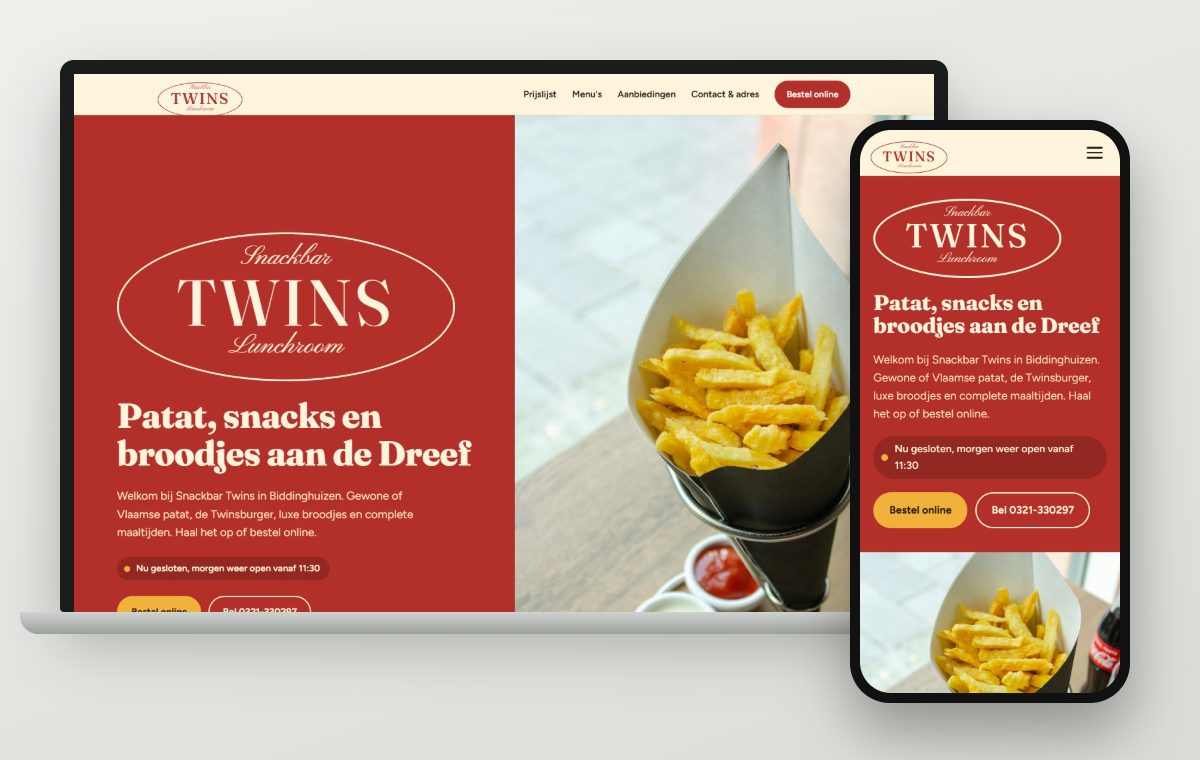 Snackbar
TWINS
Lunchroom
Prijslijst
Menu's
Aanbiedingen
Contact & adres
Bestel online
Snackbar
TWINS
Lunchroom
Patat, snacks en
broodjes aan de Dreef
Welkom bij Snackbar Twins in Biddinghuizen. Gewone of
Vlaamse patat, de Twinsburger, luxe broodjes en complete
maaltijden. Haal het op of bestel online.
Nu gesloten, morgen weer open vanaf 11:30
Bestel online
Bel 0321-330297
Snackbar
TWINS
Lunchroom
Snackbar
TWINS
Lunchroom
Patat, snacks en
broodjes aan de Dreef
Welkom bij Snackbar Twins in Biddinghuizen.
Gewone of Vlaamse patat, de Twinsburger,
luxe broodjes en complete maaltijden. Haal
het op of bestel online.
Nu gesloten, morgen weer open vanaf
11:30
Bestel online
Bel 0321-330297